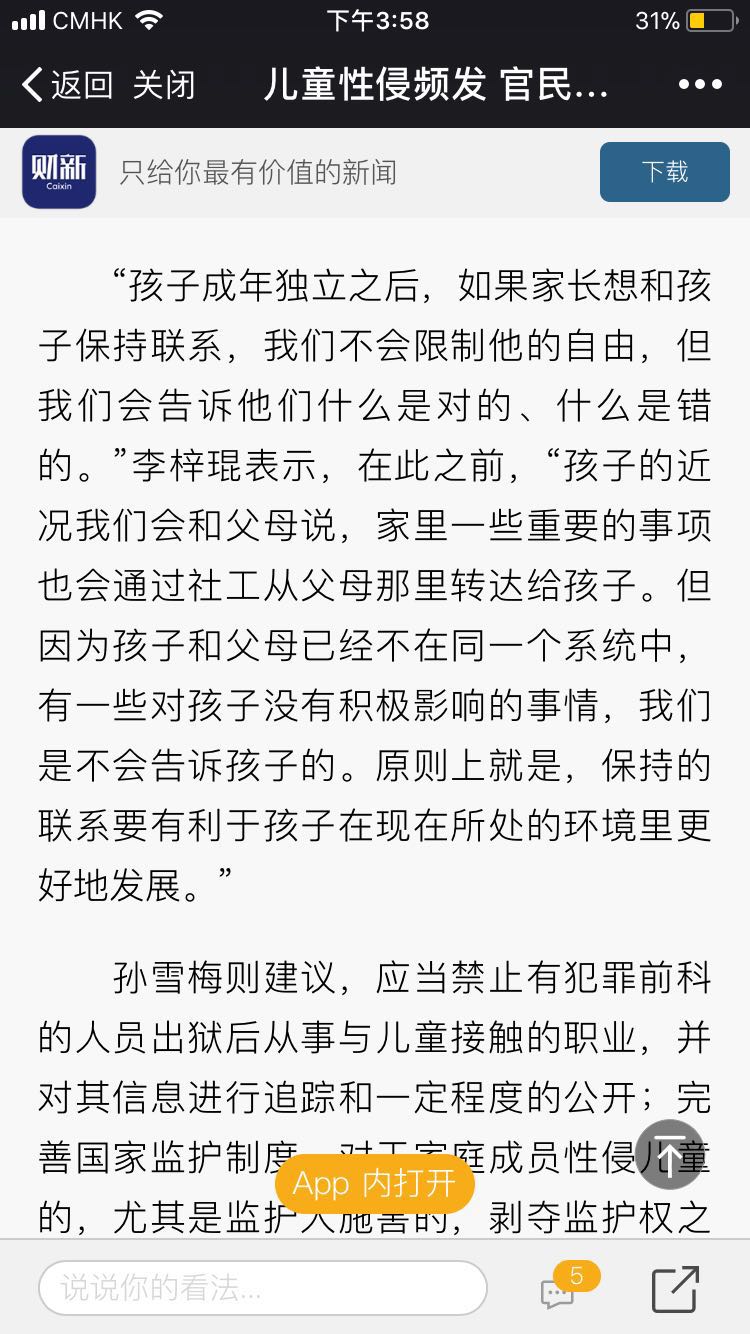 CMHK 下午3:58 31%
返回 关闭 儿童性侵频发 官民...
财新 Caixin 只给你最有价值的新闻 下载
“孩子成年独立之后，如果家长想和孩
子保持联系，我们不会限制他的自由，但
我们会告诉他们什么是对的、什么是错
的。”李梓琨表示，在此之前，“孩子的近
况我们会和父母说，家里一些重要的事项
也会通过社工从父母那里转达给孩子。但
因为孩子和父母已经不在同一个系统中，
有一些对孩子没有积极影响的事情，我们
是不会告诉孩子的。原则上就是，保持的
联系要有利于孩子在现在所处的环境里更
好地发展。”
孙雪梅则建议，应当禁止有犯罪前科
的人员出狱后从事与儿童接触的职业，并
对其信息进行追踪和一定程度的公开；完
善国家监护制度，对于家庭成员性侵儿童
App 内打开
的，尤其是监护人施害的，剥夺监护权之
说说你的看法... 5